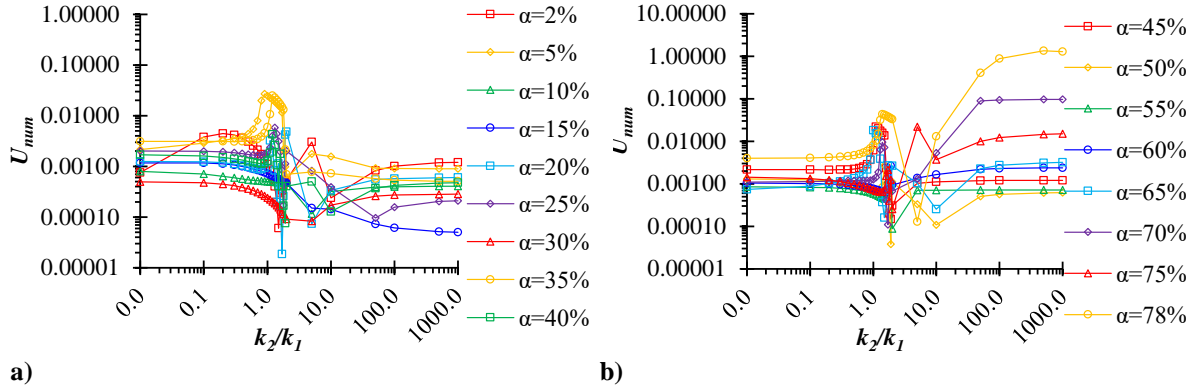 1.00000
0.10000
0.01000
0.00100
0.00010
0.00001
U_num
0.0
0.1
1.0
10.0
100.0
1000.0
k₂/k₁
α=2%
α=5%
α=10%
α=15%
α=20%
α=25%
α=30%
α=35%
α=40%
a)
10.00000
1.00000
0.10000
0.01000
0.00100
0.00010
0.00001
U_num
0.0
0.1
1.0
10.0
100.0
1000.0
k₂/k₁
α=45%
α=50%
α=55%
α=60%
α=65%
α=70%
α=75%
α=78%
b)